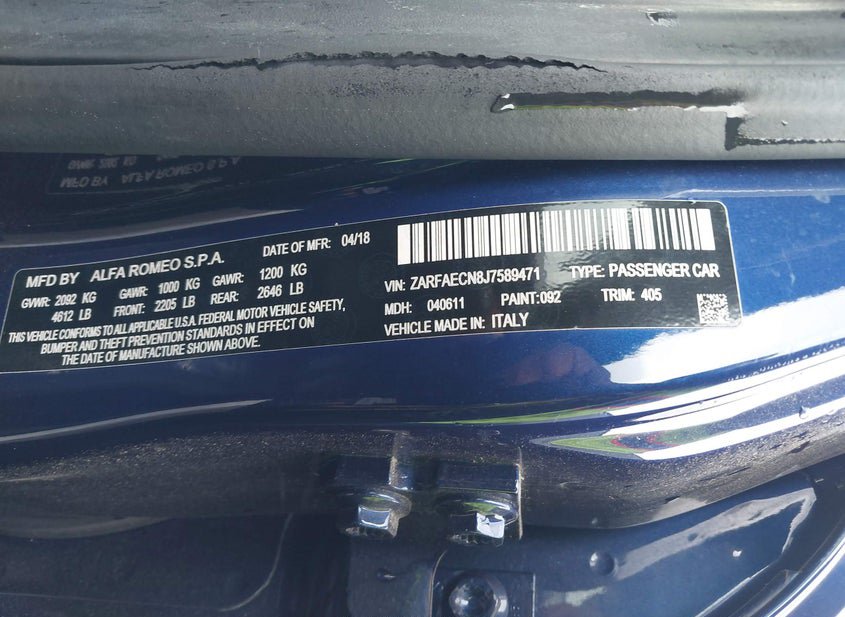 MFD BY ALFA ROMEO S.P.A. DATE OF MFR: 04/18
GVWR: 2092 KG GAWR: 1000 KG GAWR: 1200 KG
4612 LB FRONT: 2205 LB REAR: 2646 LB
THIS VEHICLE CONFORMS TO ALL APPLICABLE U.S.A. FEDERAL MOTOR VEHICLE SAFETY,
BUMPER AND THEFT PREVENTION STANDARDS IN EFFECT ON
THE DATE OF MANUFACTURE SHOWN ABOVE.
VIN: ZARFAECN8J7589471 TYPE: PASSENGER CAR
MDH: 040611 PAINT:092 TRIM: 405
VEHICLE MADE IN: ITALY